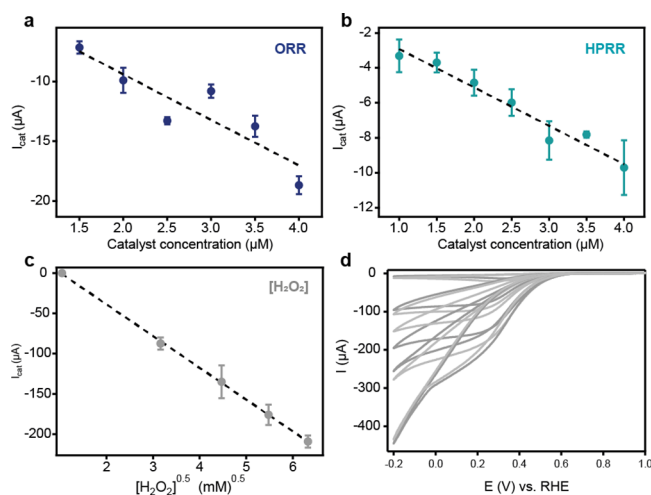 a
ORR
I_cat (µA)
-10
-15
-20
1.5 2.0 2.5 3.0 3.5 4.0
Catalyst concentration (µM)
b
HPRR
I_cat (µA)
-2
-4
-6
-8
-10
-12
1.0 1.5 2.0 2.5 3.0 3.5 4.0
Catalyst concentration (µM)
c
[H₂O₂]
I_cat (µA)
0
-50
-100
-150
-200
2 3 4 5 6
[H₂O₂]^0.5 (mM)^0.5
d
I (µA)
0
-100
-200
-300
-400
-0.2 0.0 0.2 0.4 0.6 0.8 1.0
E (V) vs. RHE